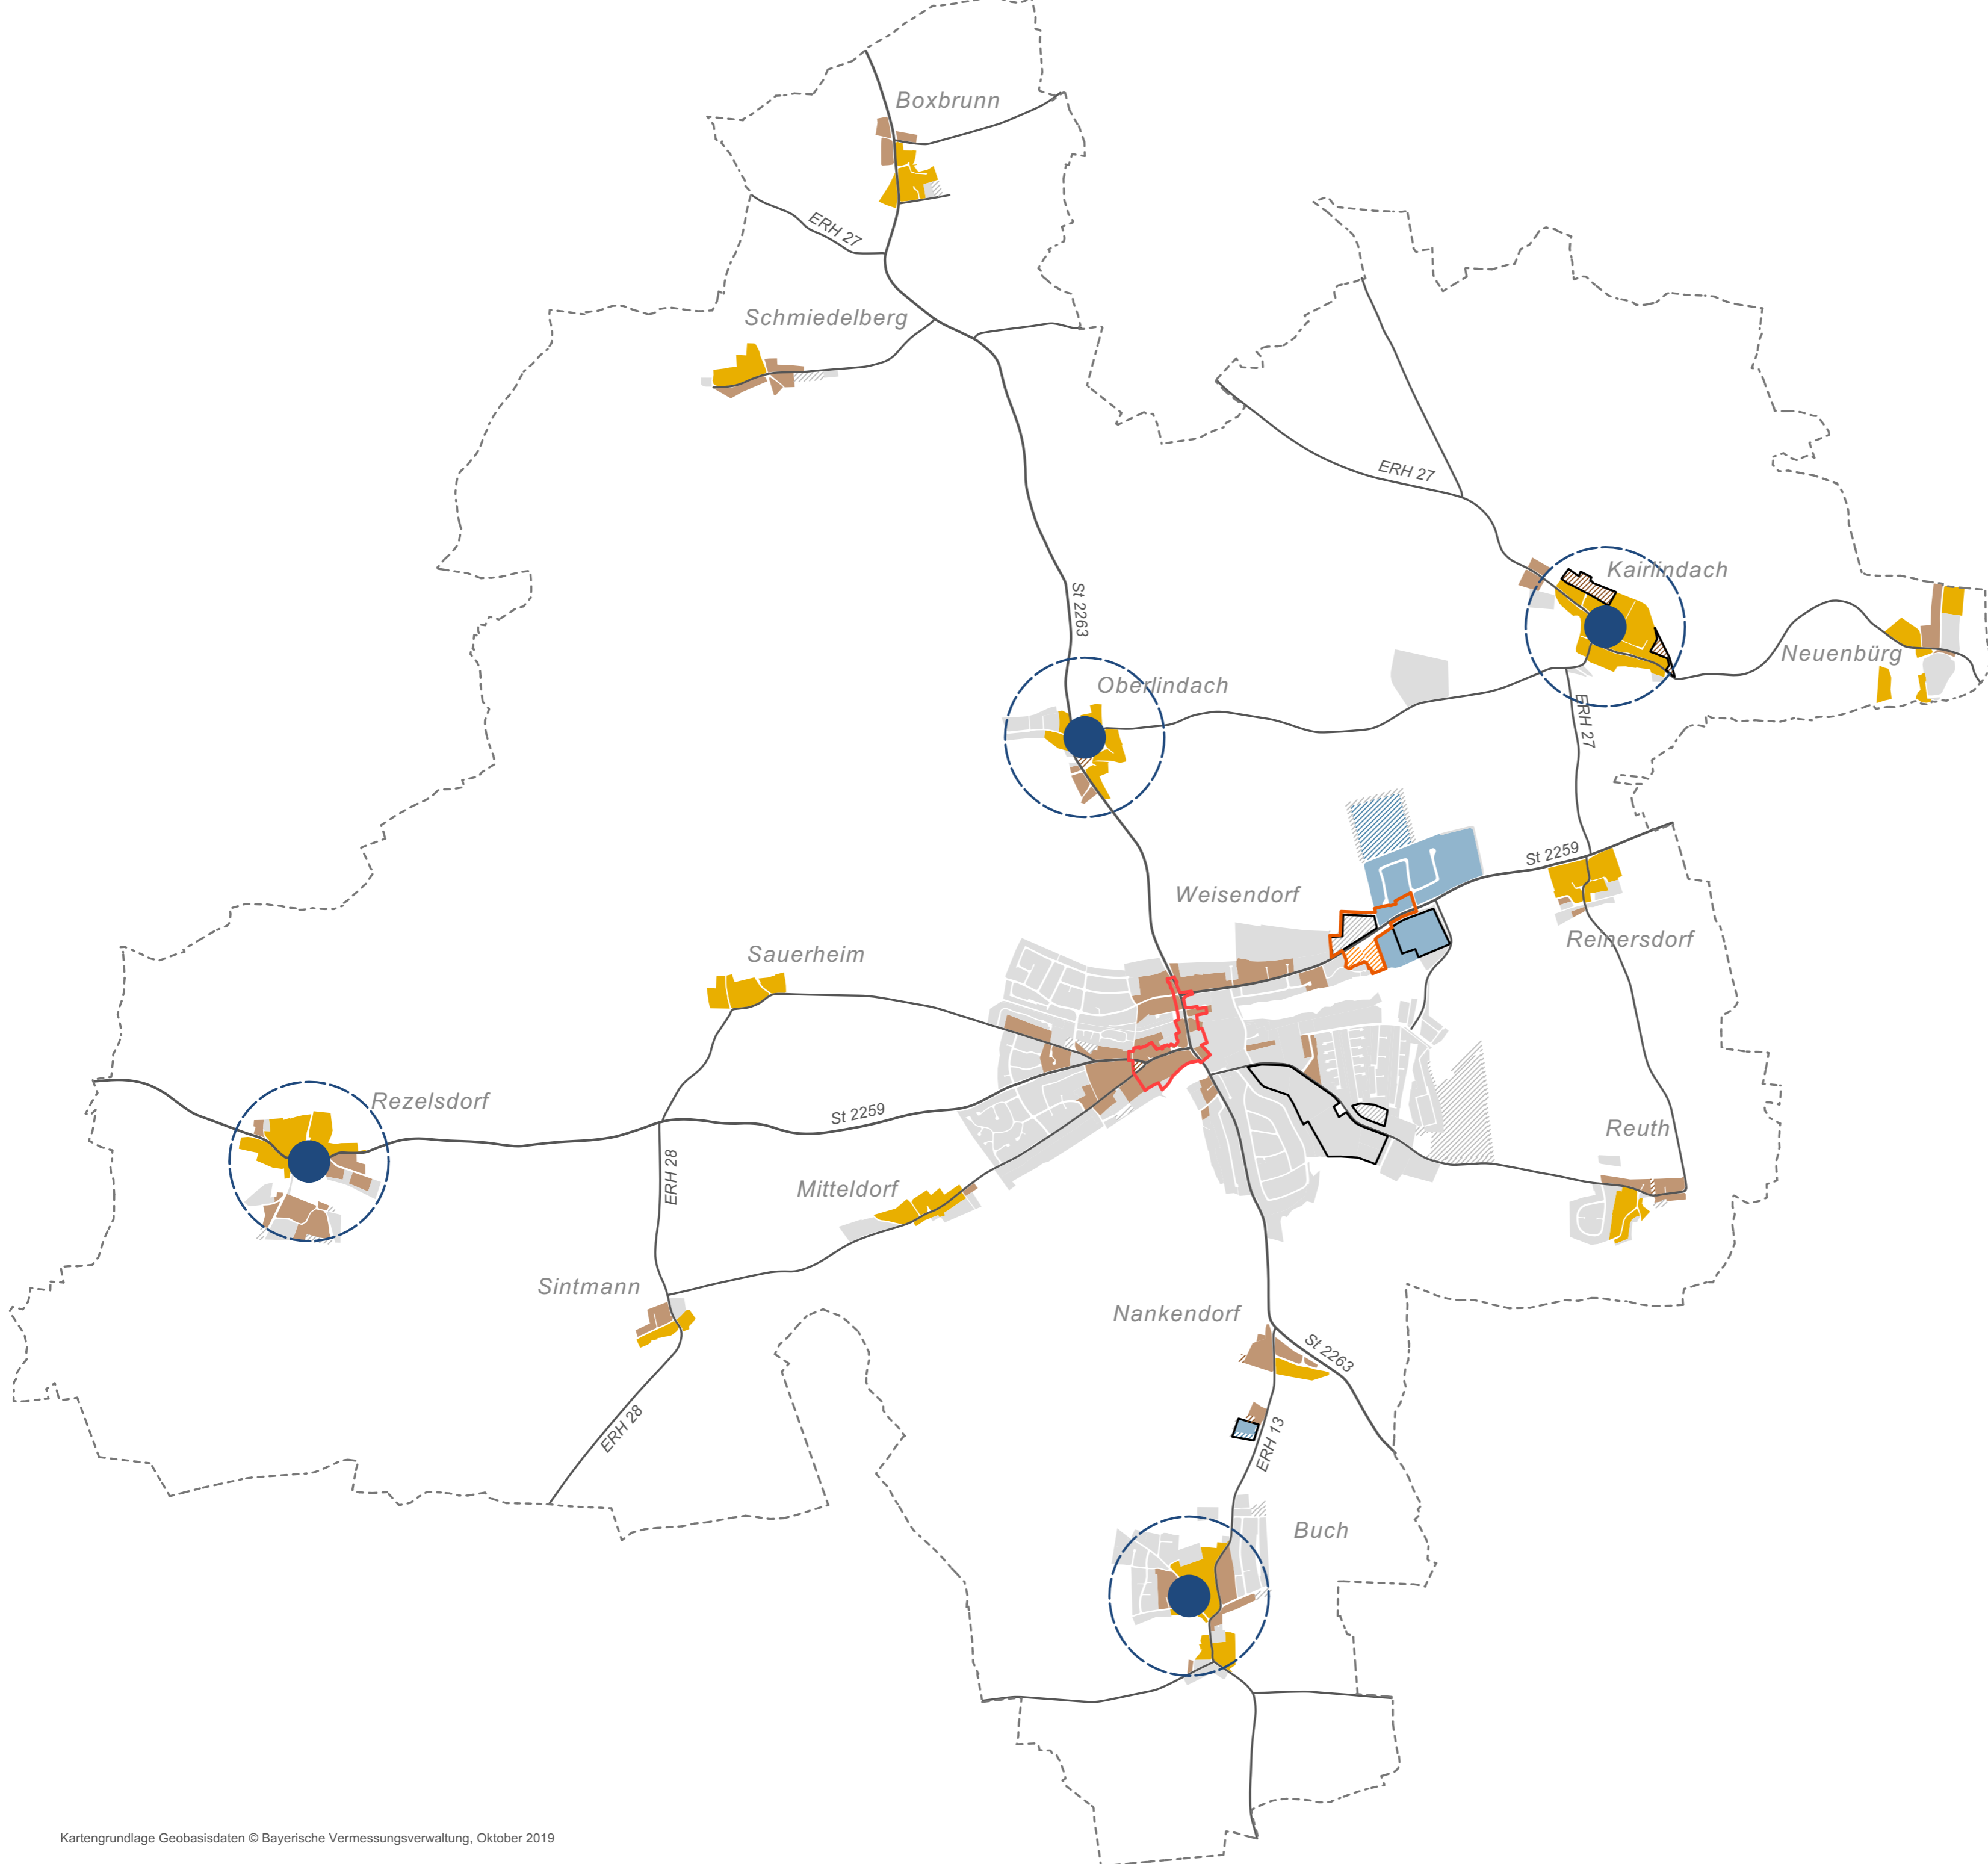 Boxbrunn
ERH 27
Schmiedelberg
ERH 27
Kairlindach
St 2263
Neuenbürg
Oberlindach
ERH 27
St 2259
Weisendorf
Reinersdorf
Sauerheim
Rezelsdorf
St 2259
Reuth
ERH 28
Mitteldorf
Sintmann
Nankendorf
St 2263
ERH 28
ERH 13
Buch
Kartengrundlage Geobasisdaten © Bayerische Vermessungsverwaltung, Oktober 2019